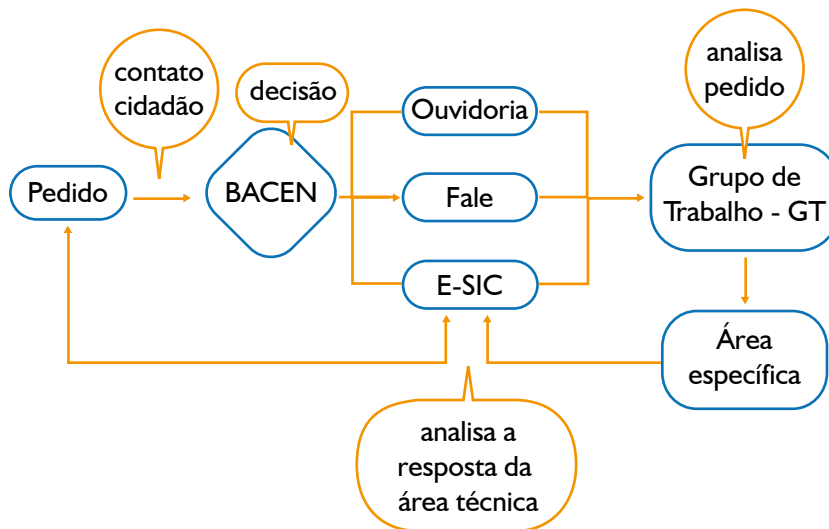 contato
cidadão
decisão
analisa
pedido
Pedido
BACEN
Ouvidoria
Fale
E-SIC
Grupo de
Trabalho - GT
Área
específica
analisa a
resposta da
área técnica